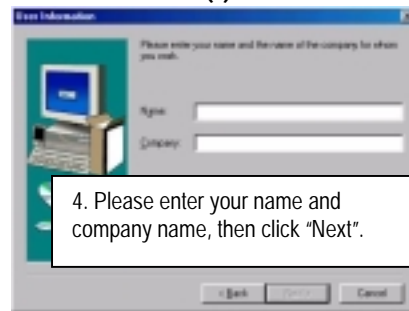 User Information
Please enter your name and the name of the company for whom
you work.
Name:
Company:
4. Please enter your name and
company name, then click "Next".
< Back
Next >
Cancel